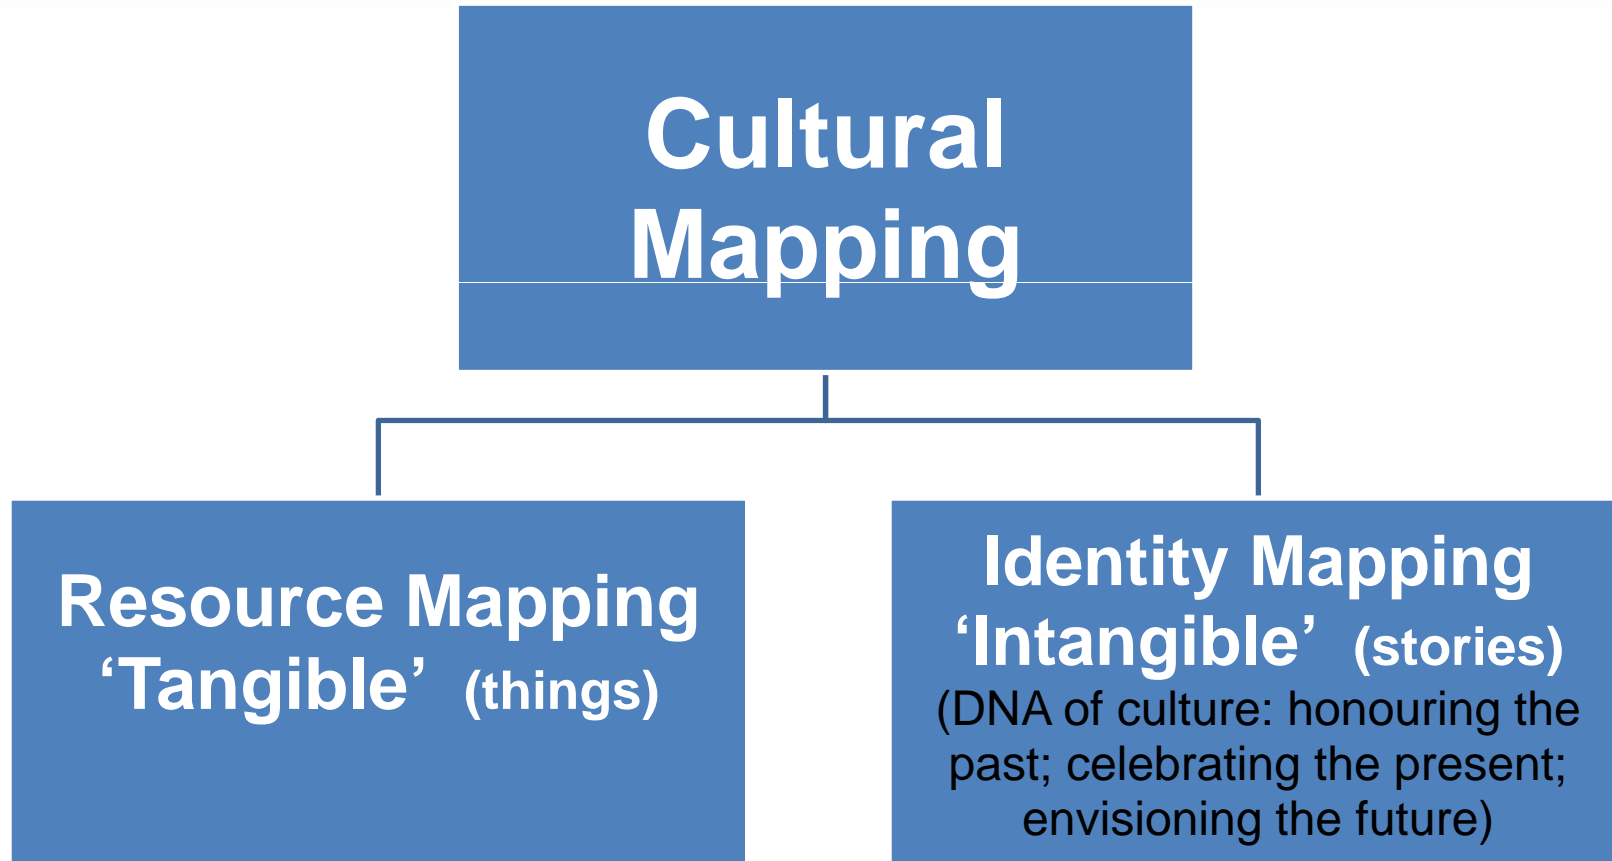 Cultural
Mapping
Resource Mapping
‘Tangible’ (things)
Identity Mapping
‘Intangible’ (stories)
(DNA of culture: honouring the
past; celebrating the present;
envisioning the future)